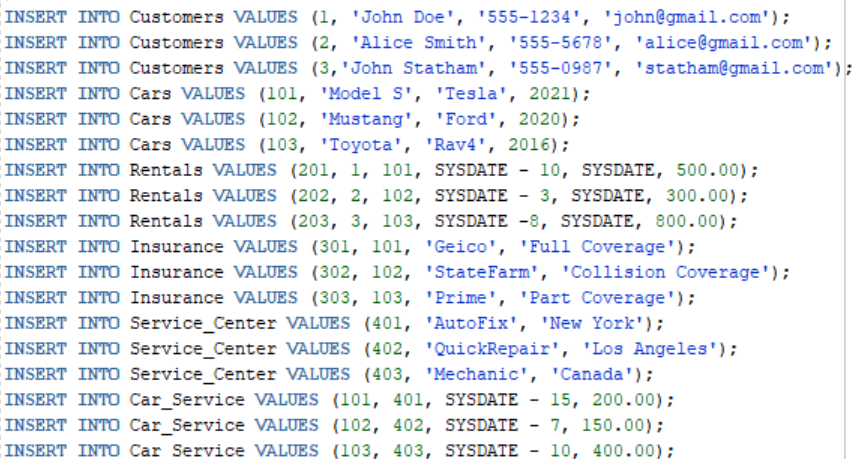 INSERT INTO Customers VALUES (1, 'John Doe', '555-1234', 'john@gmail.com');
INSERT INTO Customers VALUES (2, 'Alice Smith', '555-5678', 'alice@gmail.com');
INSERT INTO Customers VALUES (3,'John Statham', '555-0987', 'statham@gmail.com');
INSERT INTO Cars VALUES (101, 'Model S', 'Tesla', 2021);
INSERT INTO Cars VALUES (102, 'Mustang', 'Ford', 2020);
INSERT INTO Cars VALUES (103, 'Toyota', 'Rav4', 2016);
INSERT INTO Rentals VALUES (201, 1, 101, SYSDATE - 10, SYSDATE, 500.00);
INSERT INTO Rentals VALUES (202, 2, 102, SYSDATE - 3, SYSDATE, 300.00);
INSERT INTO Rentals VALUES (203, 3, 103, SYSDATE -8, SYSDATE, 800.00);
INSERT INTO Insurance VALUES (301, 101, 'Geico', 'Full Coverage');
INSERT INTO Insurance VALUES (302, 102, 'StateFarm', 'Collision Coverage');
INSERT INTO Insurance VALUES (303, 103, 'Prime', 'Part Coverage');
INSERT INTO Service_Center VALUES (401, 'AutoFix', 'New York');
INSERT INTO Service_Center VALUES (402, 'QuickRepair', 'Los Angeles');
INSERT INTO Service_Center VALUES (403, 'Mechanic', 'Canada');
INSERT INTO Car_Service VALUES (101, 401, SYSDATE - 15, 200.00);
INSERT INTO Car_Service VALUES (102, 402, SYSDATE - 7, 150.00);
INSERT INTO Car_Service VALUES (103, 403, SYSDATE - 10, 400.00);